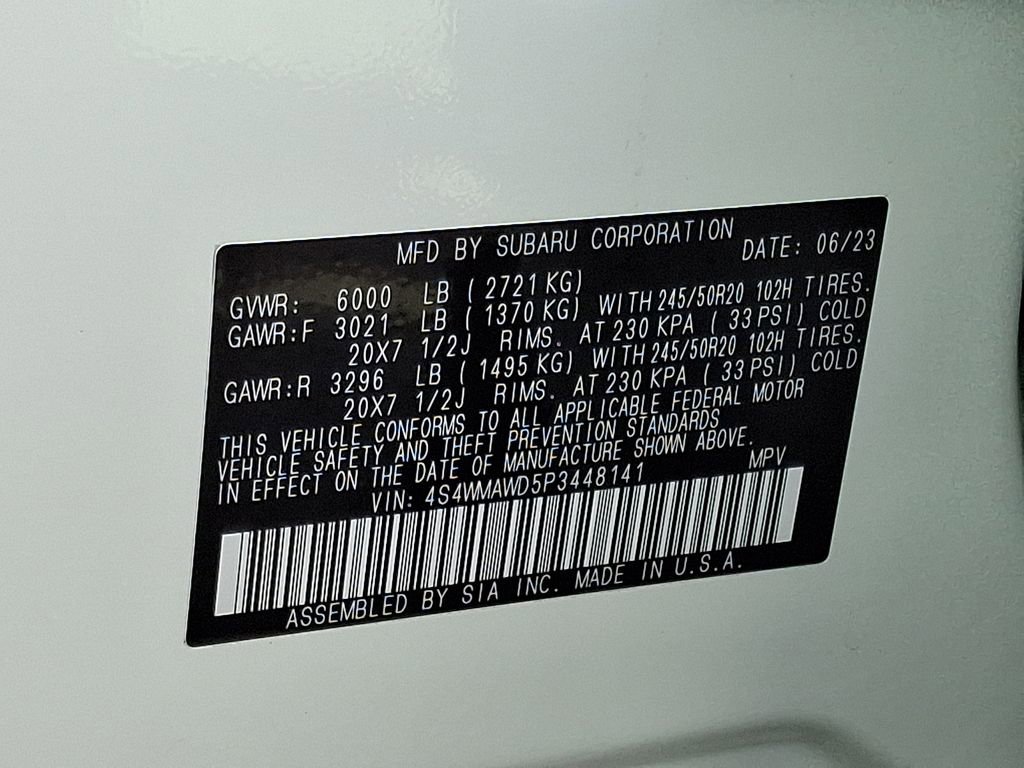 MFD BY SUBARU CORPORATION DATE: 06/23
GVWR: 6000 LB ( 2721 KG)
GAWR:F 3021 LB ( 1370 KG) WITH 245/50R20 102H TIRES.
20X7 1/2J RIMS. AT 230 KPA ( 33 PSI) COLD
GAWR:R 3296 LB ( 1495 KG) WITH 245/50R20 102H TIRES.
20X7 1/2J RIMS. AT 230 KPA ( 33 PSI) COLD
THIS VEHICLE CONFORMS TO ALL APPLICABLE FEDERAL MOTOR
VEHICLE SAFETY AND THEFT PREVENTION STANDARDS
IN EFFECT ON THE DATE OF MANUFACTURE SHOWN ABOVE.
VIN: 4S4WMAWD5P3448141 MPV
ASSEMBLED BY SIA INC. MADE IN U.S.A.